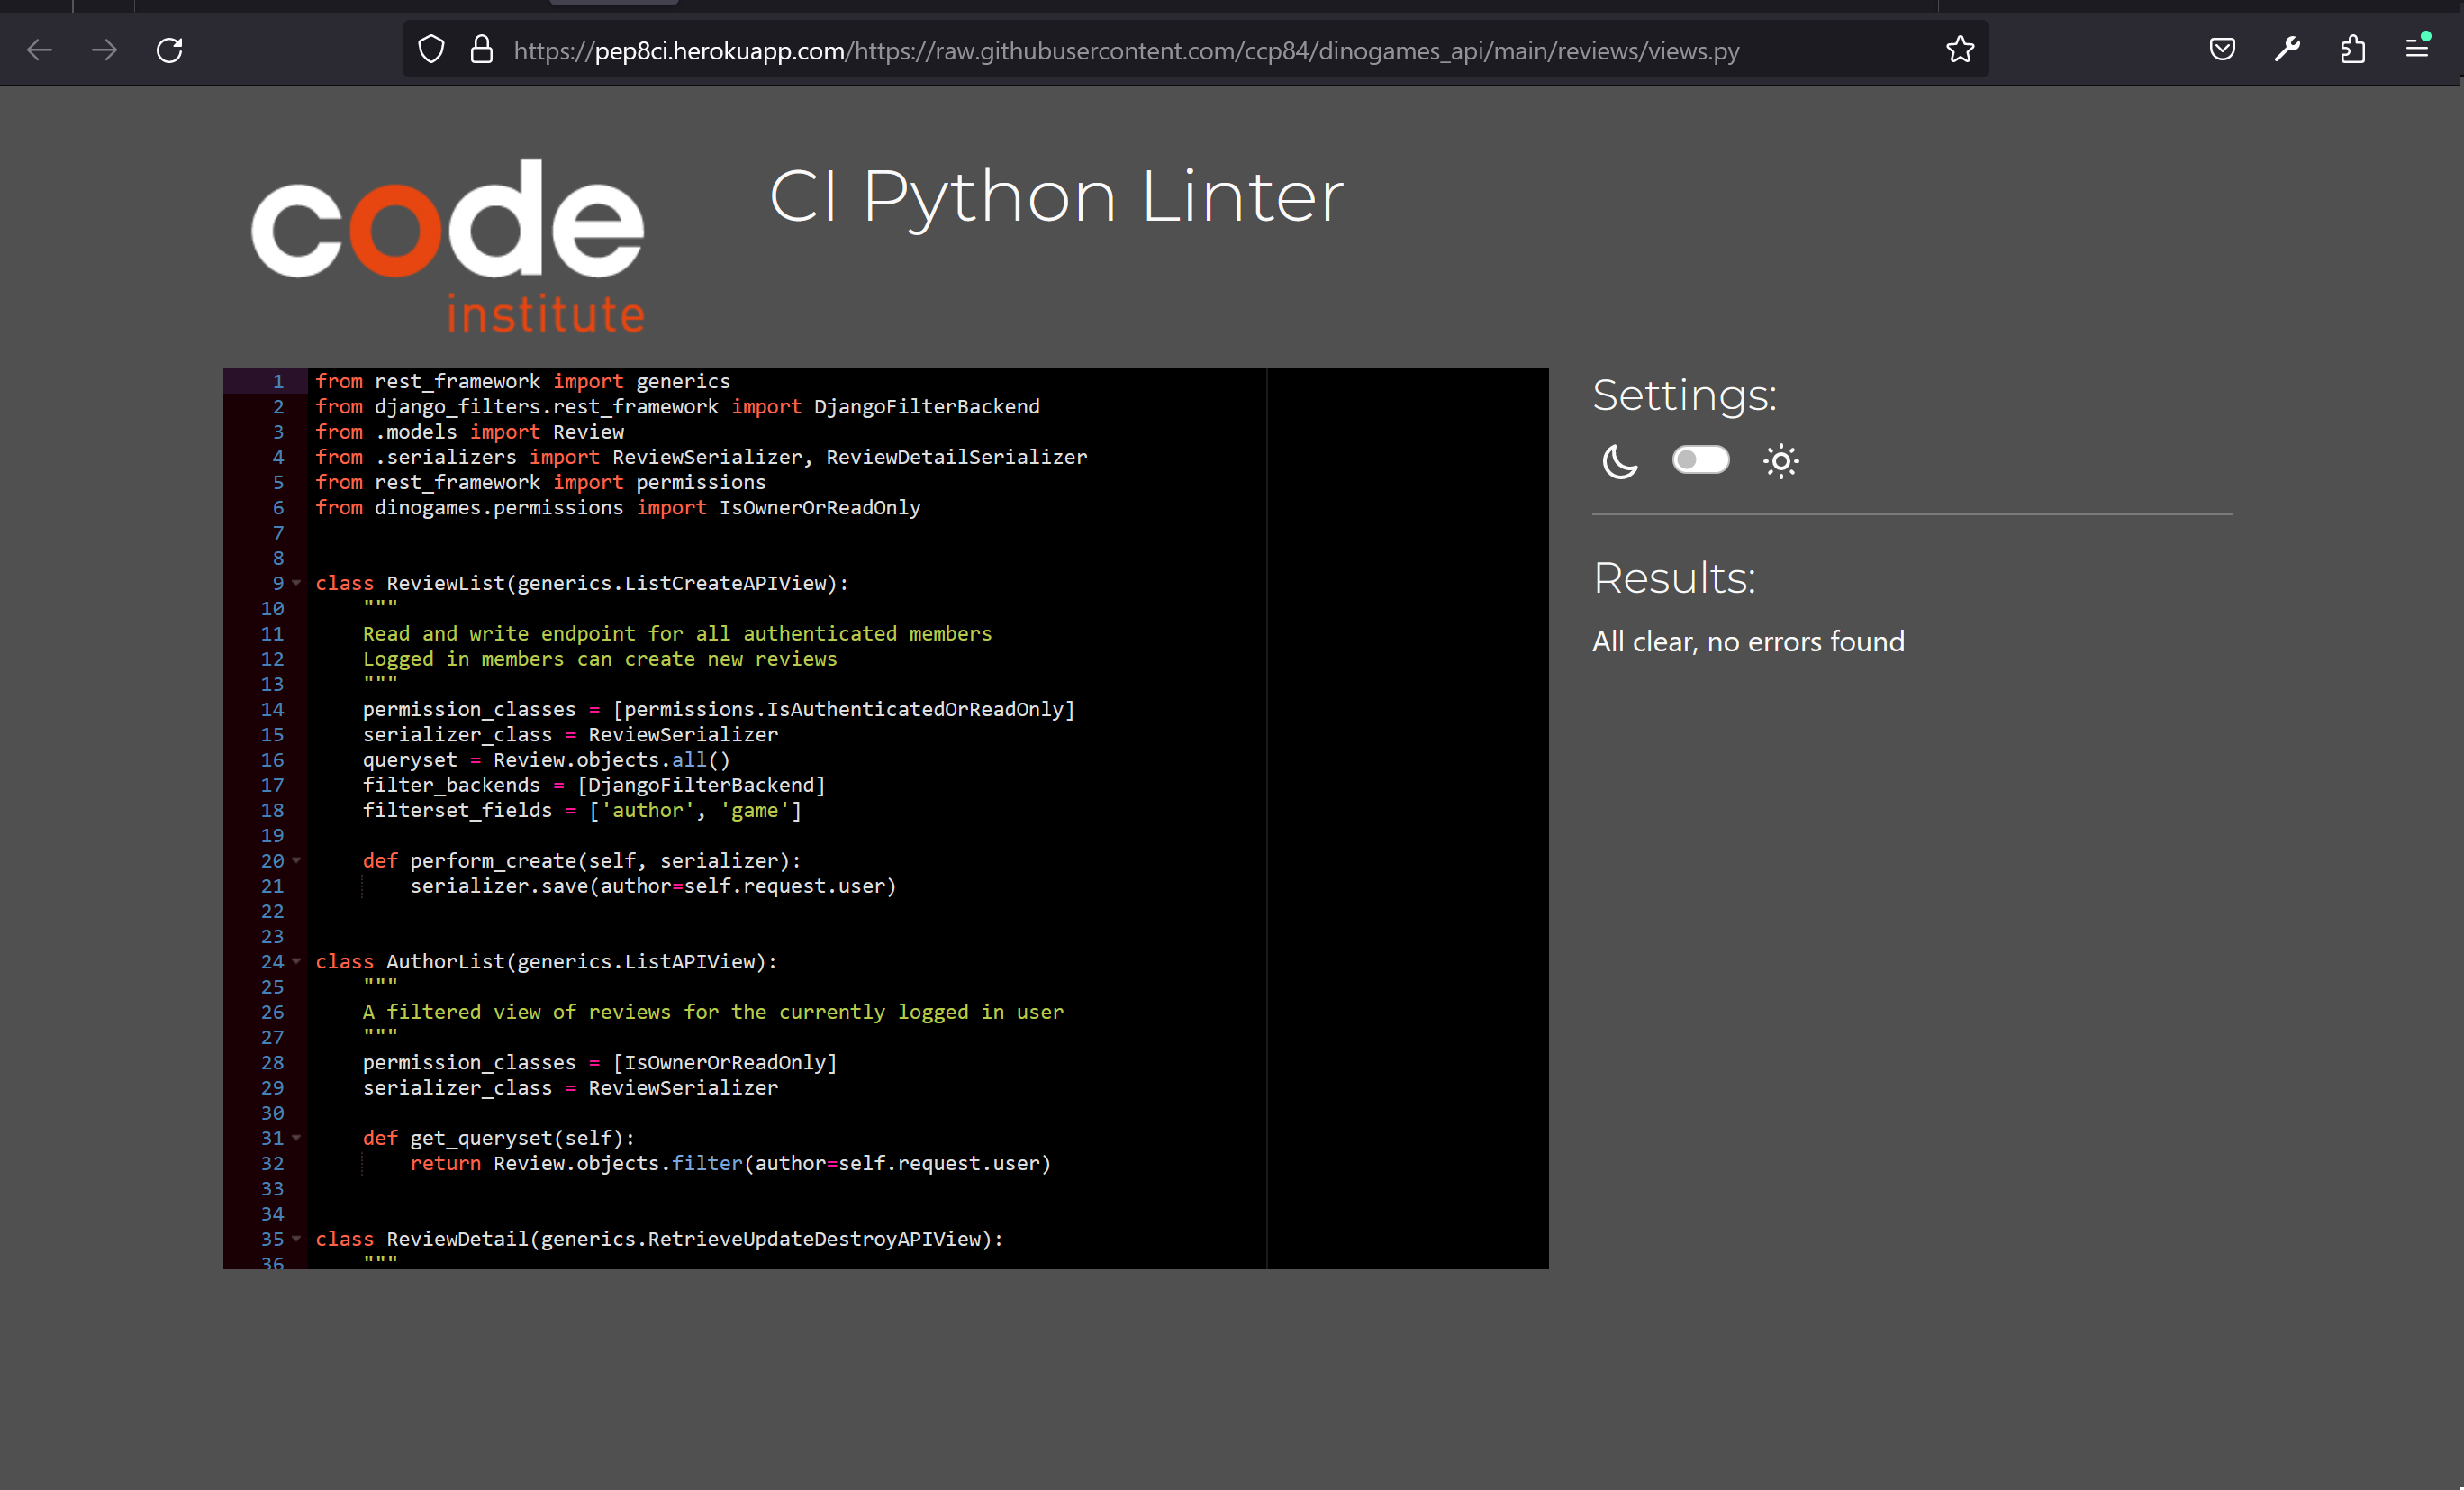 https://pep8ci.herokuapp.com/https://raw.githubusercontent.com/ccp84/dinogames_api/main/reviews/views.py
code
institute
CI Python Linter
1 from rest_framework import generics
2 from django_filters.rest_framework import DjangoFilterBackend
3 from .models import Review
4 from .serializers import ReviewSerializer, ReviewDetailSerializer
5 from rest_framework import permissions
6 from dinogames.permissions import IsOwnerOrReadOnly
7
8
9 class ReviewList(generics.ListCreateAPIView):
10     """
11     Read and write endpoint for all authenticated members
12     Logged in members can create new reviews
13     """
14     permission_classes = [permissions.IsAuthenticatedOrReadOnly]
15     serializer_class = ReviewSerializer
16     queryset = Review.objects.all()
17     filter_backends = [DjangoFilterBackend]
18     filterset_fields = ['author', 'game']
19
20     def perform_create(self, serializer):
21         serializer.save(author=self.request.user)
22
23
24 class AuthorList(generics.ListAPIView):
25     """
26     A filtered view of reviews for the currently logged in user
27     """
28     permission_classes = [IsOwnerOrReadOnly]
29     serializer_class = ReviewSerializer
30
31     def get_queryset(self):
32         return Review.objects.filter(author=self.request.user)
33
34
35 class ReviewDetail(generics.RetrieveUpdateDestroyAPIView):
36     """
Settings:
Results:
All clear, no errors found